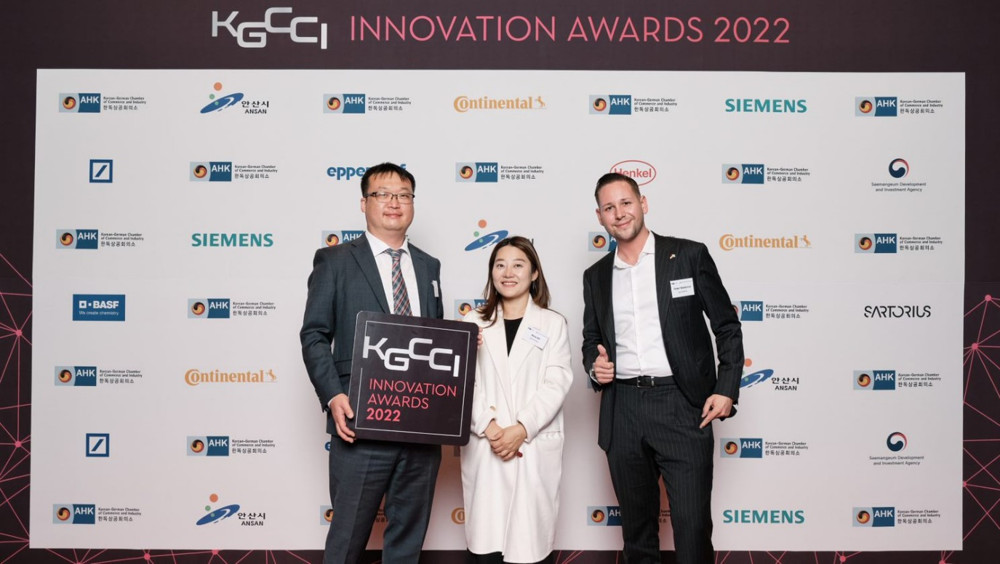 KGCCI INNOVATION AWARDS 2022
AHK Korean-German Chamber
of Commerce and Industry
한독상공회의소
안산시
ANSAN
AHK Korean-German Chamber
of Commerce and Industry
한독상공회의소
Continental
AHK Korean-German Chamber
of Commerce and Industry
한독상공회의소
SIEMENS
AHK Korean-German Chamber
of Commerce and Industry
한독상공회의소
AHK Korean-German Chamber
of Commerce and Industry
한독상공회의소
eppe
AHK Korean-German Chamber
of Commerce and Industry
한독상공회의소
Henkel
AHK Korean-German Chamber
of Commerce and Industry
한독상공회의소
Saemangeum Development
and Investment Agency
AHK Korean-German Chamber
of Commerce and Industry
한독상공회의소
SIEMENS
AHK
Continental
AHK Korean-German Chamber
of Commerce and Industry
한독상공회의소
BASF
We create chemistry
AHK Korean-German Chamber
of Commerce and Industry
한독상공회의소
AHK Korean-German Chamber
of Commerce and Industry
한독상공회의소
SARTORIUS
KGCCI
INNOVATION
AWARDS
2022
AHK Korean-German Chamber
of Commerce and Industry
한독상공회의소
Continental
안산시
ANSAN
AHK Korean-German Chamber
of Commerce and Industry
한독상공회의소
AHK Korean-German Chamber
of Commerce and Industry
한독상공회의소
AHK Korean-German Chamber
of Commerce and Industry
한독상공회의소
Saemangeum Development
and Investment Agency
AHK Korean-German Chamber
of Commerce and Industry
한독상공회의소
안산시
ANSAN
AHK
SIEMENS
AHK Korean-German Chamber
of Commerce and Industry
한독상공회의소